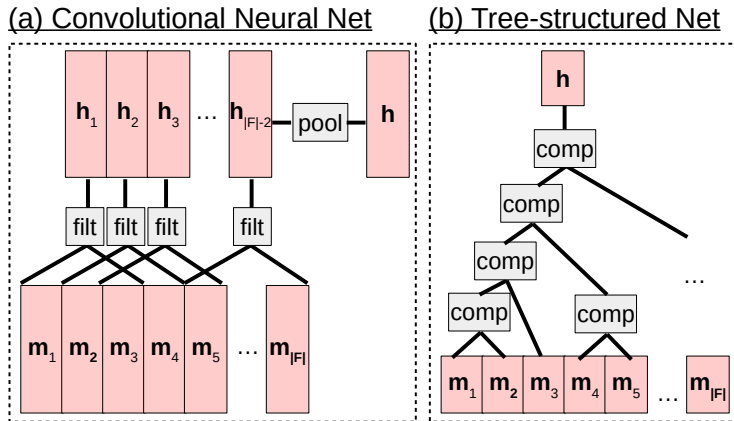 (a) Convolutional Neural Net
h1 h2 h3 ... h|F|-2 pool h
filt filt filt filt
m1 m2 m3 m4 m5 ... m|F|
(b) Tree-structured Net
h
comp
comp
comp
...
comp comp
m1 m2 m3 m4 m5 ... m|F|